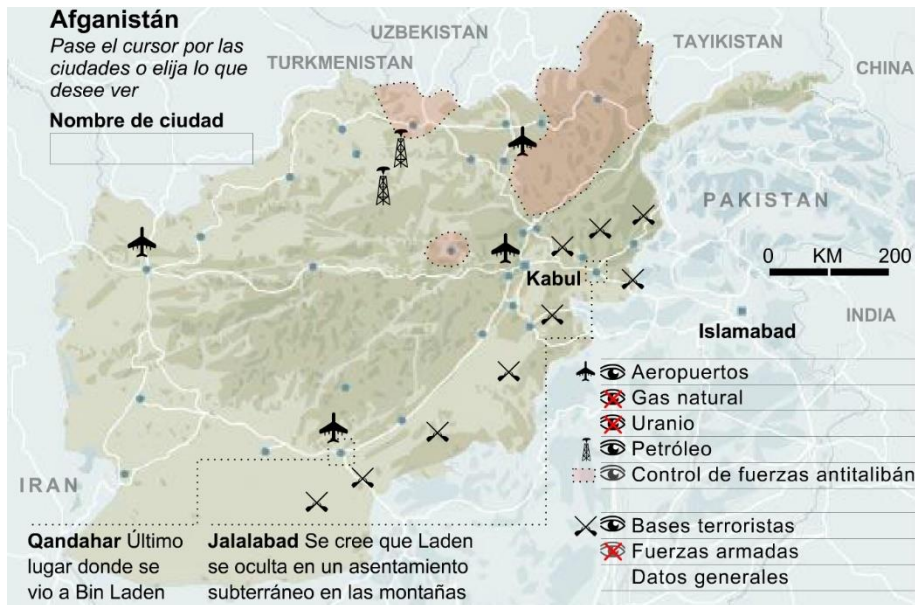 Afganistán
Pase el cursor por las
ciudades o elija lo que
desee ver
Nombre de ciudad
UZBEKISTAN
TURKMENISTAN
TAYIKISTAN
CHINA
PAKISTAN
0 KM 200
Kabul
Islamabad
INDIA
IRAN
Aeropuertos
Gas natural
Uranio
Petróleo
Control de fuerzas antitalibán
Bases terroristas
Fuerzas armadas
Datos generales
Qandahar Último
lugar donde se
vio a Bin Laden
Jalalabad Se cree que Laden
se oculta en un asentamiento
subterráneo en las montañas